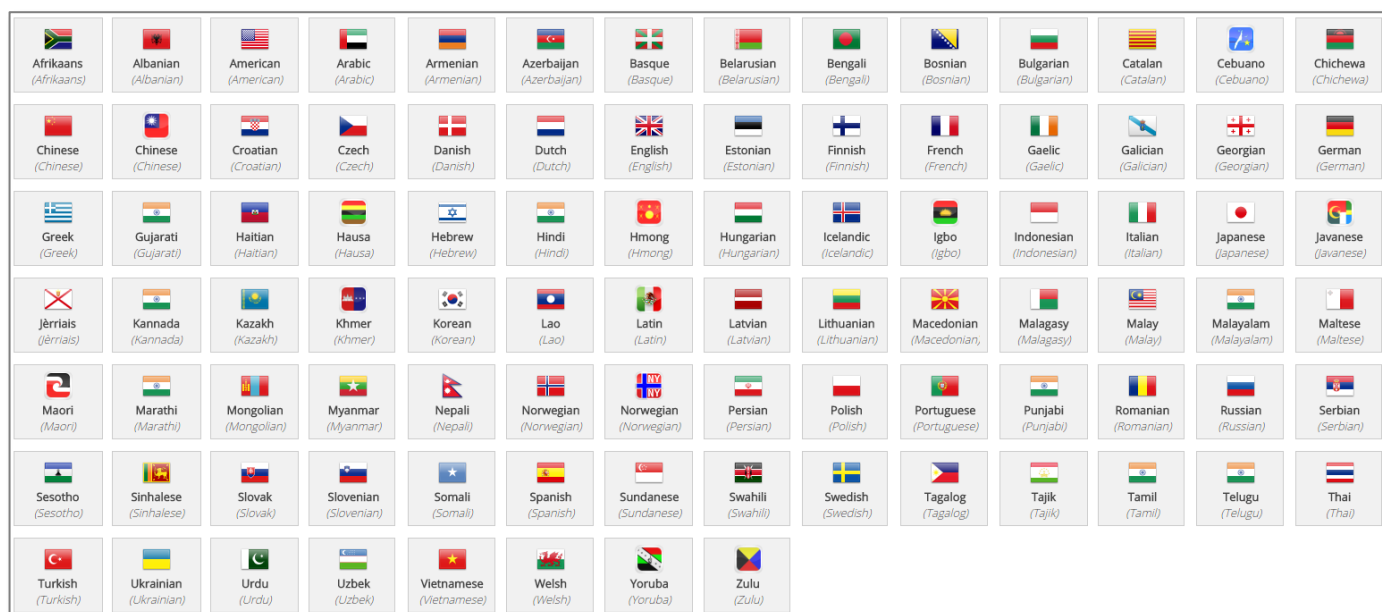 Afrikaans Albanian American Arabic Armenian Azerbaijan Basque Belarusian Bengali Bosnian Bulgarian Catalan Cebuano Chichewa
(Afrikaans) (Albanian) (American) (Arabic) (Armenian) (Azerbaijan) (Basque) (Belarusian) (Bengali) (Bosnian) (Bulgarian) (Catalan) (Cebuano) (Chichewa)
Chinese Chinese Croatian Czech Danish Dutch English Estonian Finnish French Gaelic Galician Georgian German
(Chinese) (Chinese) (Croatian) (Czech) (Danish) (Dutch) (English) (Estonian) (Finnish) (French) (Gaelic) (Galician) (Georgian) (German)
Greek Gujarati Haitian Hausa Hebrew Hindi Hmong Hungarian Icelandic Igbo Indonesian Italian Japanese Javanese
(Greek) (Gujarati) (Haitian) (Hausa) (Hebrew) (Hindi) (Hmong) (Hungarian) (Icelandic) (Igbo) (Indonesian) (Italian) (Japanese) (Javanese)
NY
NY
Jèrriais Kannada Kazakh Khmer Korean Lao Latin Latvian Lithuanian Macedonian Malagasy Malay Malayalam Maltese
(Jèrriais) (Kannada) (Kazakh) (Khmer) (Korean) (Lao) (Latin) (Latvian) (Lithuanian) (Macedonian) (Malagasy) (Malay) (Malayalam) (Maltese)
Maori Marathi Mongolian Myanmar Nepali Norwegian Norwegian Persian Polish Portuguese Punjabi Romanian Russian Serbian
(Maori) (Marathi) (Mongolian) (Myanmar) (Nepali) (Norwegian) (Norwegian) (Persian) (Polish) (Portuguese) (Punjabi) (Romanian) (Russian) (Serbian)
Sesotho Sinhalese Slovak Slovenian Somali Spanish Sundanese Swahili Swedish Tagalog Tajik Tamil Telugu Thai
(Sesotho) (Sinhalese) (Slovak) (Slovenian) (Somali) (Spanish) (Sundanese) (Swahili) (Swedish) (Tagalog) (Tajik) (Tamil) (Telugu) (Thai)
Turkish Ukrainian Urdu Uzbek Vietnamese Welsh Yoruba Zulu
(Turkish) (Ukrainian) (Urdu) (Uzbek) (Vietnamese) (Welsh) (Yoruba) (Zulu)